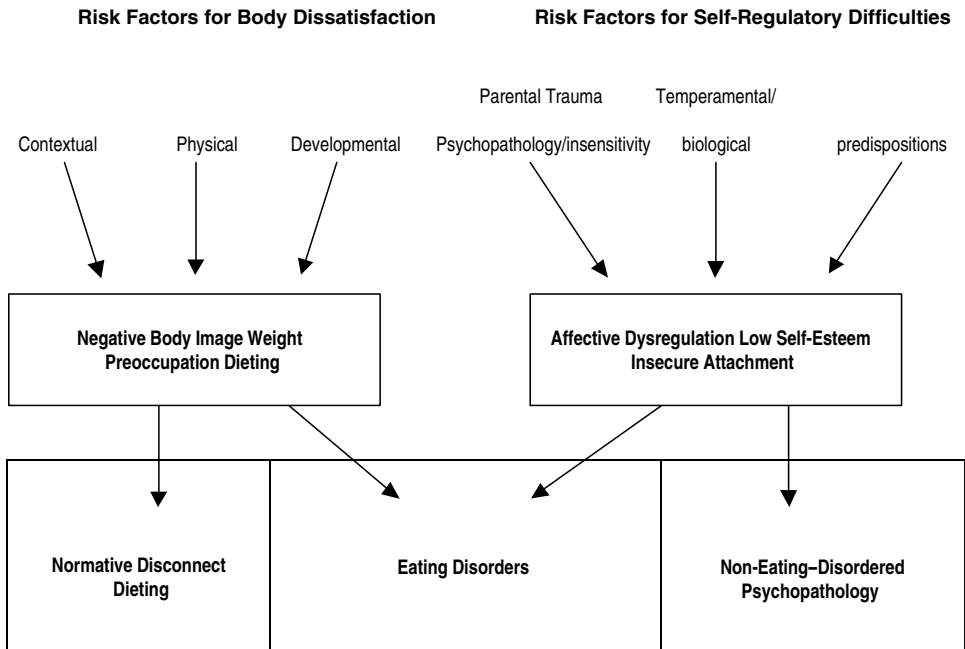 Risk Factors for Body Dissatisfaction
Risk Factors for Self-Regulatory Difficulties
Parental Trauma
Temperamental/
Contextual
Physical
Developmental
Psychopathology/insensitivity
biological
predispositions
Negative Body Image Weight
Preoccupation Dieting
Affective Dysregulation Low Self-Esteem
Insecure Attachment
Normative Disconnect
Dieting
Eating Disorders
Non-Eating–Disordered
Psychopathology